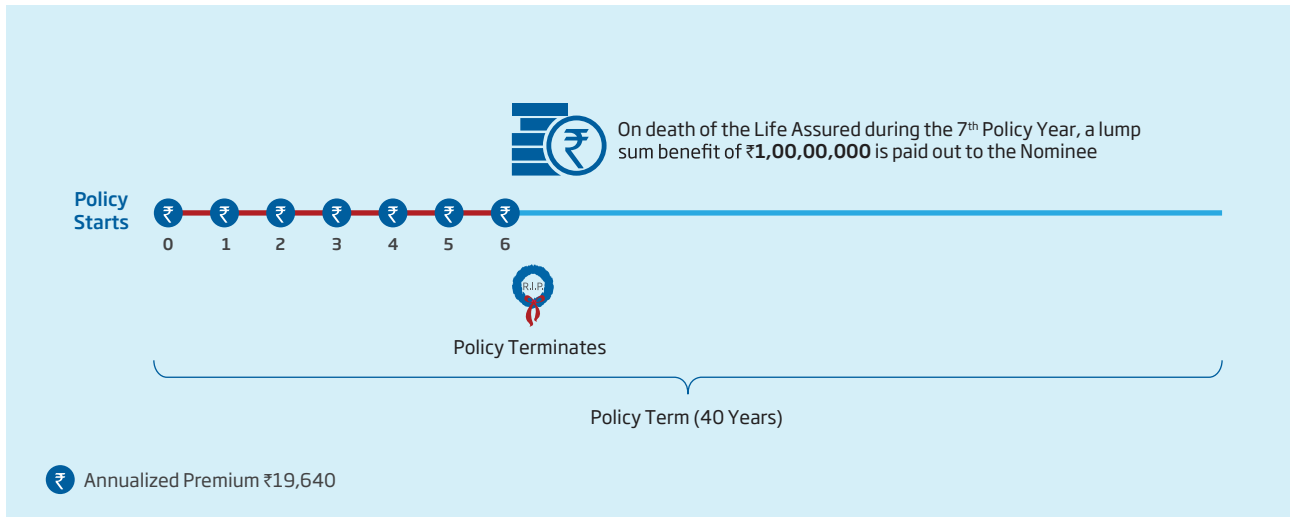 On death of the Life Assured during the 7th Policy Year, a lump
sum benefit of ₹1,00,00,000 is paid out to the Nominee
Policy
Starts
₹ ₹ ₹ ₹ ₹ ₹ ₹
0 1 2 3 4 5 6
R.I.P.
Policy Terminates
Policy Term (40 Years)
₹ Annualized Premium ₹19,640